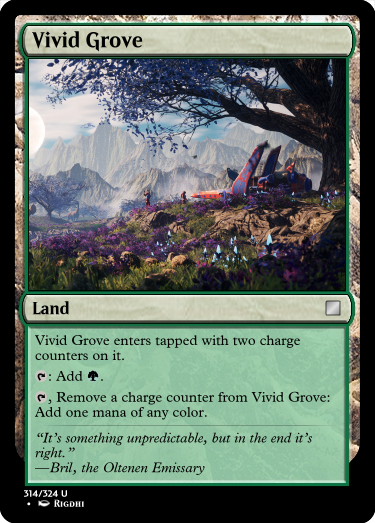 Vivid Grove
Land
Vivid Grove enters tapped with two charge
counters on it.
: Add .
, Remove a charge counter from Vivid Grove:
Add one mana of any color.
“It's something unpredictable, but in the end it's
right.”
—Bril, the Oltenen Emissary
314/324 U
• Rigdhi